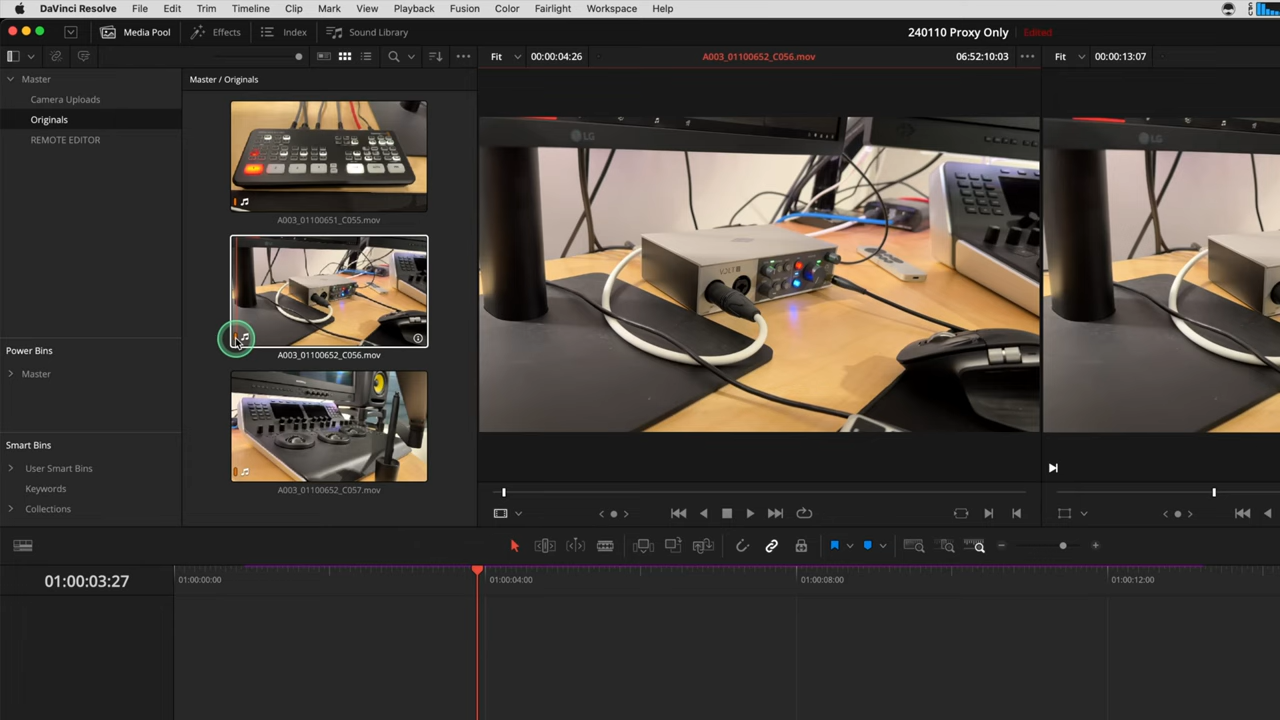 DaVinci Resolve File Edit Trim Timeline Clip Mark View Playback Fusion Color Fairlight Workspace Help
Media Pool Effects Index Sound Library 240110 Proxy Only Edited
Fit 00:00:04:26 A003_01100652_C056.mov 06:52:10:03 Fit 00:00:13:07
Master
Camera Uploads
Originals
REMOTE EDITOR
Master / Originals
A003_01100651_C055.mov
A003_01100652_C056.mov
A003_01100652_C057.mov
LG
VOLT
LG
Power Bins
Master
Smart Bins
User Smart Bins
Keywords
Collections
01:00:03:27
01:00:00:00 01:00:04:00 01:00:08:00 01:00:12:00